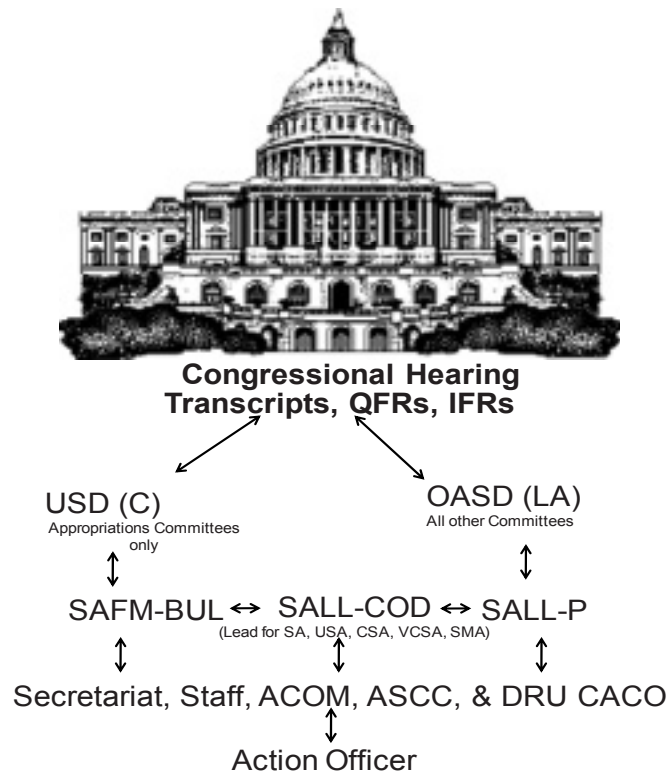 Congressional Hearing
Transcripts, QFRs, IFRs
USD (C)
Appropriations Committees
only
OASD (LA)
All other Committees
SAFM-BUL
SALL-COD
(Lead for SA, USA, CSA, VCSA, SMA)
SALL-P
Secretariat, Staff, ACOM, ASCC, & DRU CACO
Action Officer